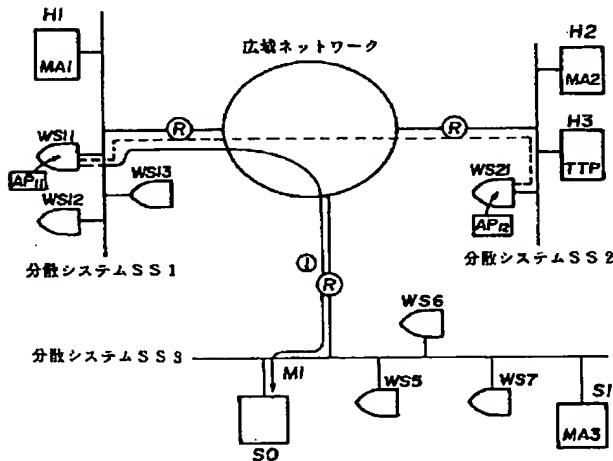 H1
MA1
広域ネットワーク
H2
MA2
WS11
R
R
H3
TTP
AP11
WS13
WS21
AP12
WS12
分散システムSS1
分散システムSS2
①
R
WS6
分散システムSS3
M1
WS5
WS7
S1
SO
MA3